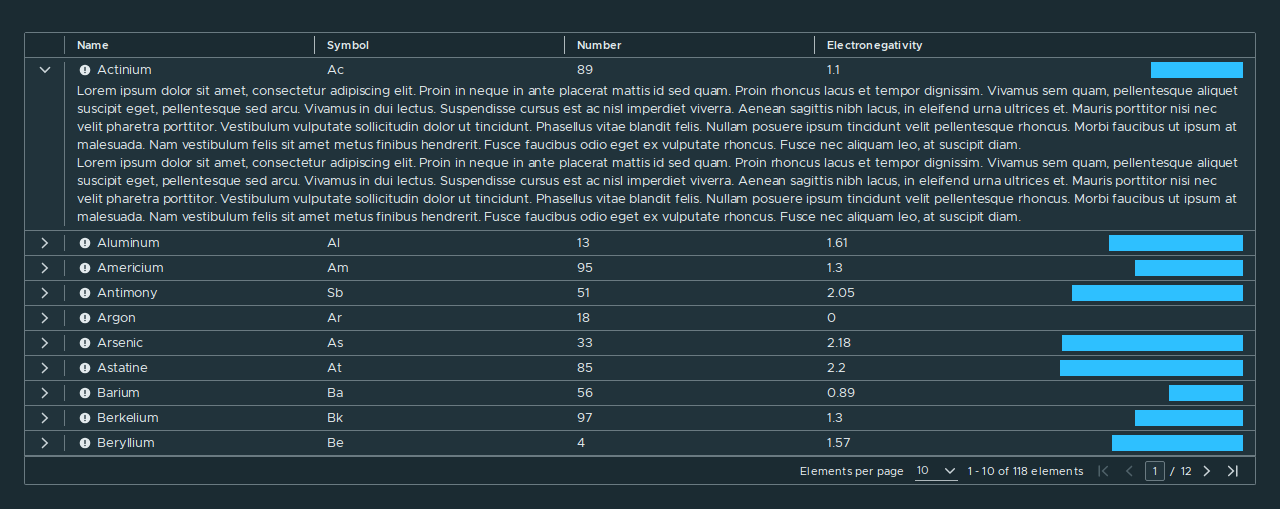 Name Symbol Number Electronegativity
Actinium Ac 89 1.1
Lorem ipsum dolor sit amet, consectetur adipiscing elit. Proin in neque in ante placerat mattis id sed quam. Proin rhoncus lacus et tempor dignissim. Vivamus sem quam, pellentesque aliquet
suscipit eget, pellentesque sed arcu. Vivamus in dui lectus. Suspendisse cursus est ac nisl imperdiet viverra. Aenean sagittis nibh lacus, in eleifend urna ultrices et. Mauris porttitor nisi nec
velit pharetra porttitor. Vestibulum vulputate sollicitudin dolor ut tincidunt. Phasellus vitae blandit felis. Nullam posuere ipsum tincidunt velit pellentesque rhoncus. Morbi faucibus ut ipsum at
malesuada. Nam vestibulum felis sit amet metus finibus hendrerit. Fusce faucibus odio eget ex vulputate rhoncus. Fusce nec aliquam leo, at suscipit diam.
Lorem ipsum dolor sit amet, consectetur adipiscing elit. Proin in neque in ante placerat mattis id sed quam. Proin rhoncus lacus et tempor dignissim. Vivamus sem quam, pellentesque aliquet
suscipit eget, pellentesque sed arcu. Vivamus in dui lectus. Suspendisse cursus est ac nisl imperdiet viverra. Aenean sagittis nibh lacus, in eleifend urna ultrices et. Mauris porttitor nisi nec
velit pharetra porttitor. Vestibulum vulputate sollicitudin dolor ut tincidunt. Phasellus vitae blandit felis. Nullam posuere ipsum tincidunt velit pellentesque rhoncus. Morbi faucibus ut ipsum at
malesuada. Nam vestibulum felis sit amet metus finibus hendrerit. Fusce faucibus odio eget ex vulputate rhoncus. Fusce nec aliquam leo, at suscipit diam.
Aluminum Al 13 1.61
Americium Am 95 1.3
Antimony Sb 51 2.05
Argon Ar 18 0
Arsenic As 33 2.18
Astatine At 85 2.2
Barium Ba 56 0.89
Berkelium Bk 97 1.3
Beryllium Be 4 1.57
Elements per page 10 1 - 10 of 118 elements 1 / 12